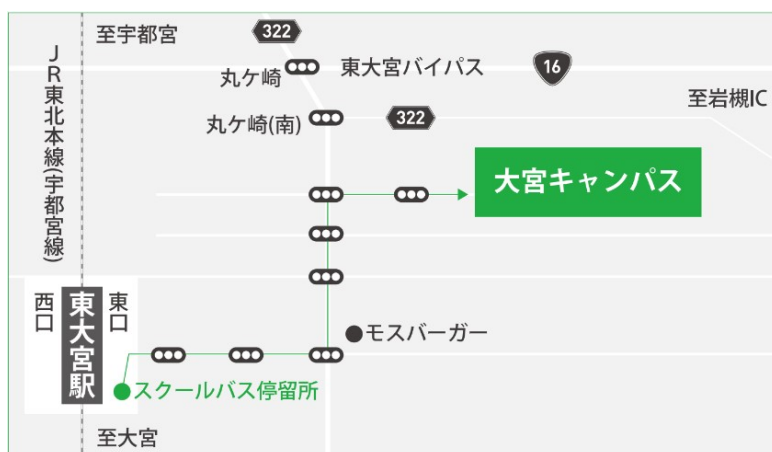 至宇都宮
322
丸ケ崎
東大宮バイパス
16
至岩槻IC
丸ケ崎(南)
322
JR東北本線(宇都宮線)
大宮キャンパス
西口
東大宮駅
東口
モスバーガー
スクールバス停留所
至大宮